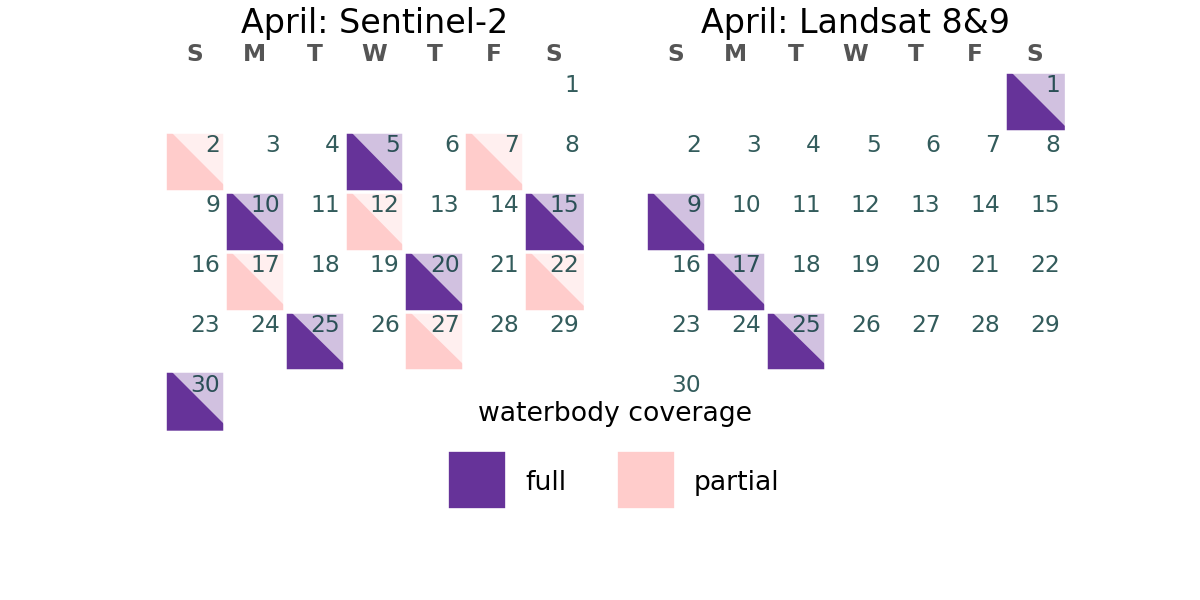 April: Sentinel-2
S M T W T F S
1
2 3 4 5 6 7 8
9 10 11 12 13 14 15
16 17 18 19 20 21 22
23 24 25 26 27 28 29
30
April: Landsat 8&9
S M T W T F S
1
2 3 4 5 6 7 8
9 10 11 12 13 14 15
16 17 18 19 20 21 22
23 24 25 26 27 28 29
30
waterbody coverage
full partial